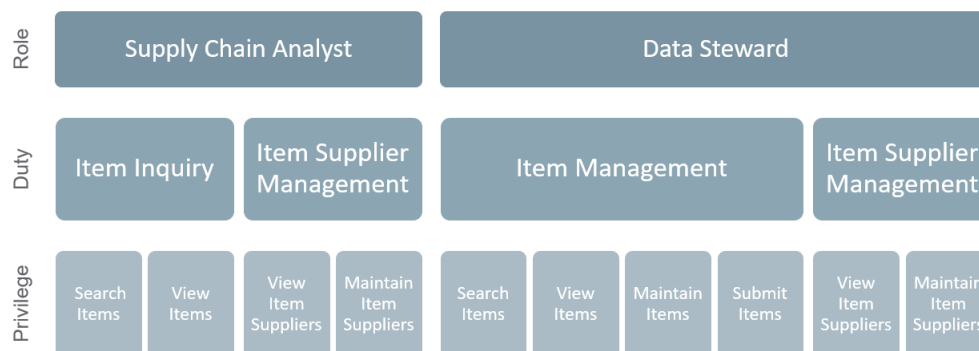 Role
Supply Chain Analyst
Data Steward
Duty
Item Inquiry
Item Supplier
Management
Item Management
Item Supplier
Management
Privilege
Search
Items
View
Items
View
Item
Suppliers
Maintain
Item
Suppliers
Search
Items
View
Items
Maintain
Items
Submit
Items
View
Item
Suppliers
Maintain
Item
Suppliers